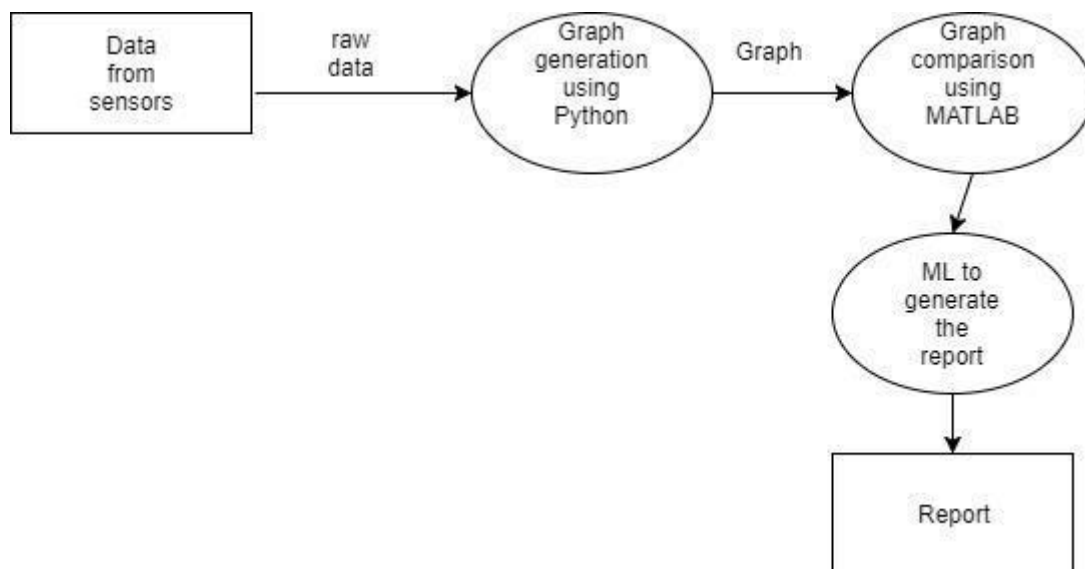 Data
from
sensors
raw
data
Graph
generation
using
Python
Graph
Graph
comparison
using
MATLAB
ML to
generate
the
report
Report